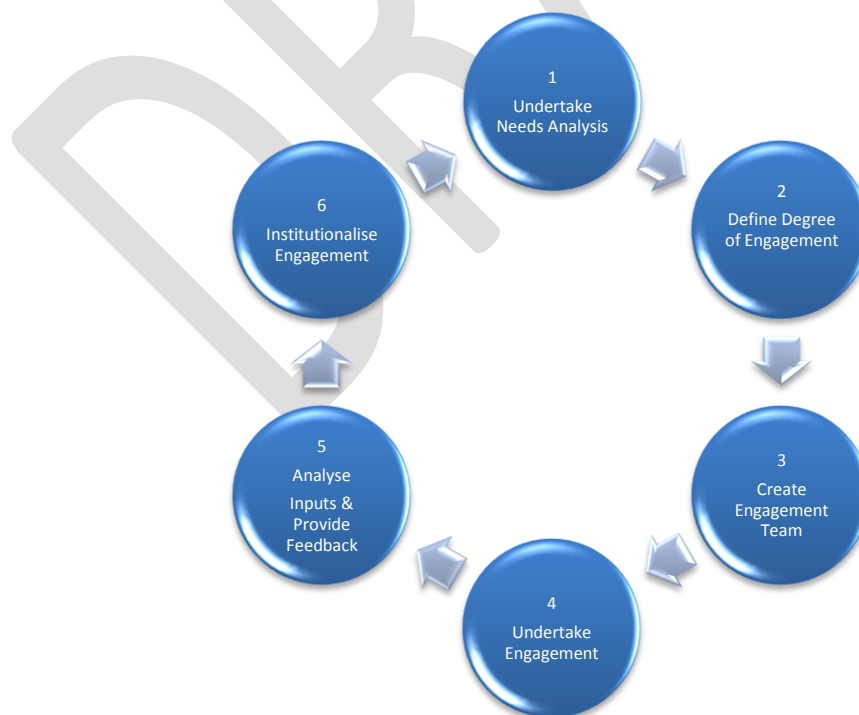 1
Undertake
Needs Analysis
2
Define Degree
of Engagement
3
Create
Engagement
Team
4
Undertake
Engagement
5
Analyse
Inputs &
Provide
Feedback
6
Institutionalise
Engagement